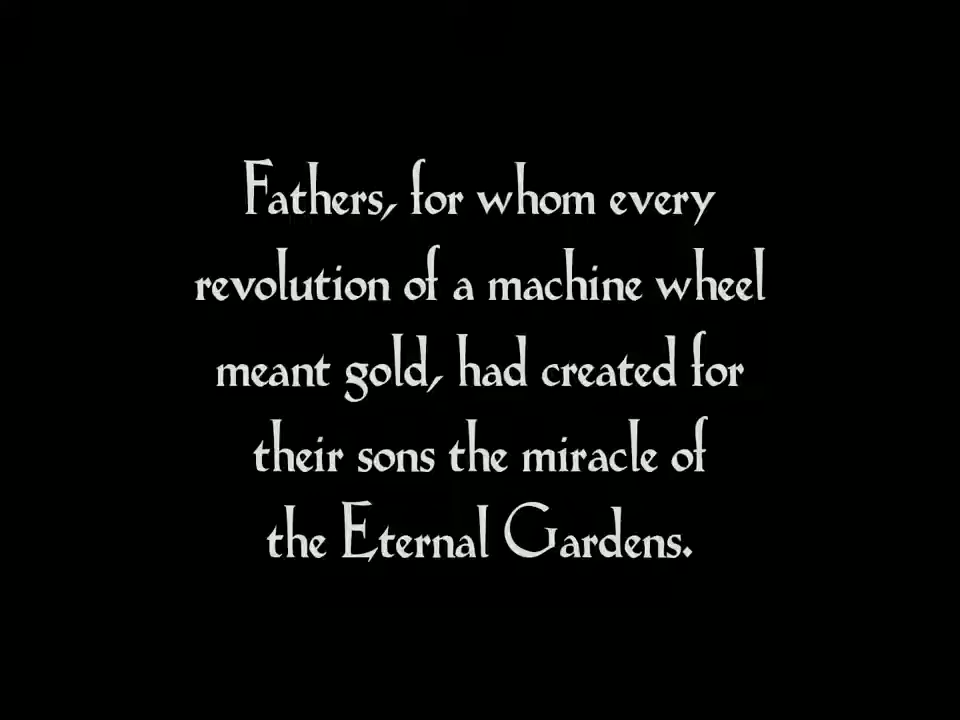 Fathers, for whom every
revolution of a machine wheel
meant gold, had created for
their sons the miracle of
the Eternal Gardens.